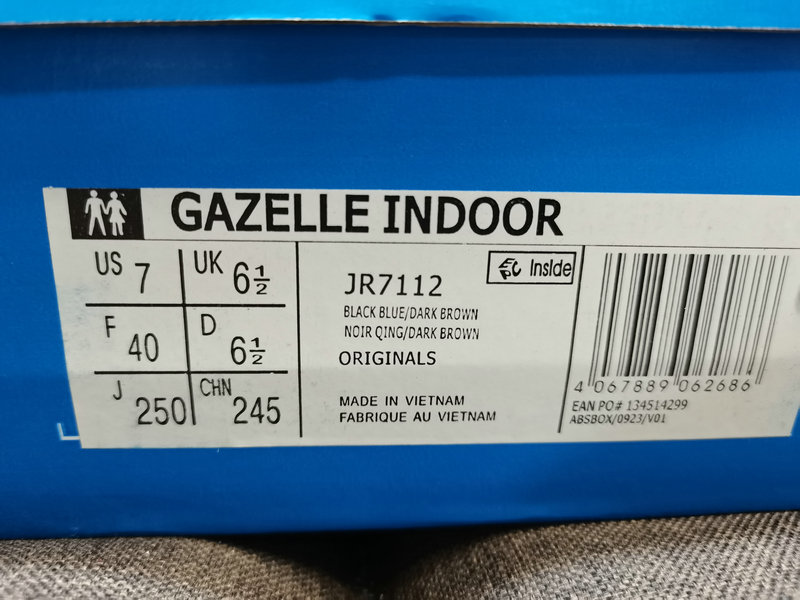 GAZELLE INDOOR
US 7 UK 6½
F 40 D 6½
J 250 CHN 245
EPC Inside
JR7112
BLACK BLUE/DARK BROWN
NOIR QING/DARK BROWN
ORIGINALS
MADE IN VIETNAM
FABRIQUE AU VIETNAM
4 067889 062686
EAN PO# 134514299
ABSBOX/0923/V01